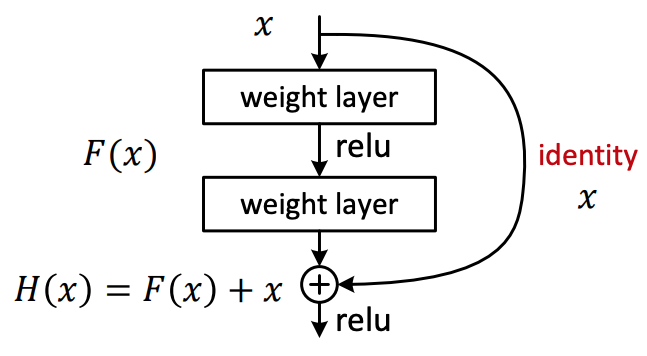 x
weight layer
relu
F(x)
identity
x
weight layer
H(x) = F(x) + x
+
relu